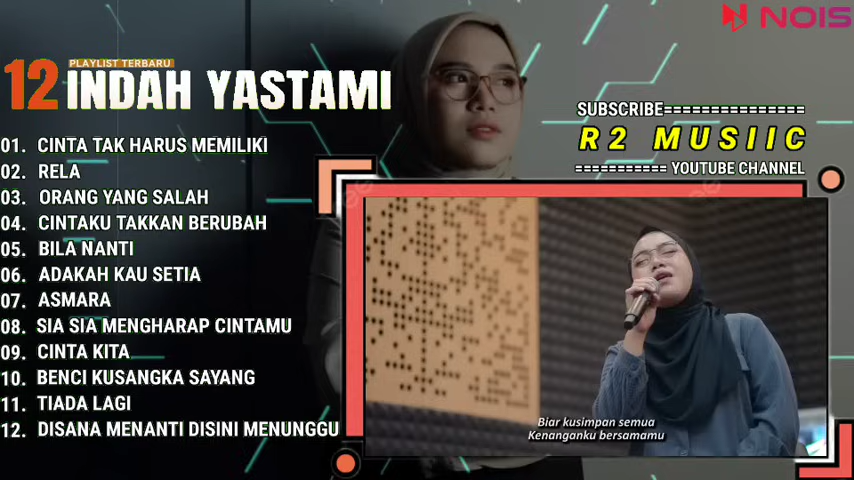 NOIS
PLAYLIST TERBARU
12 INDAH YASTAMI
01. CINTA TAK HARUS MEMILIKI
02. RELA
03. ORANG YANG SALAH
04. CINTAKU TAKKAN BERUBAH
05. BILA NANTI
06. ADAKAH KAU SETIA
07. ASMARA
08. SIA SIA MENGHARAP CINTAMU
09. CINTA KITA
10. BENCI KUSANGKA SAYANG
11. TIADA LAGI
12. DISANA MENANTI DISINI MENUNGGU
SUBSCRIBE===============
R2 MUSIIC
=========== YOUTUBE CHANNEL
Biar kusimpan semua
Kenanganku bersamamu